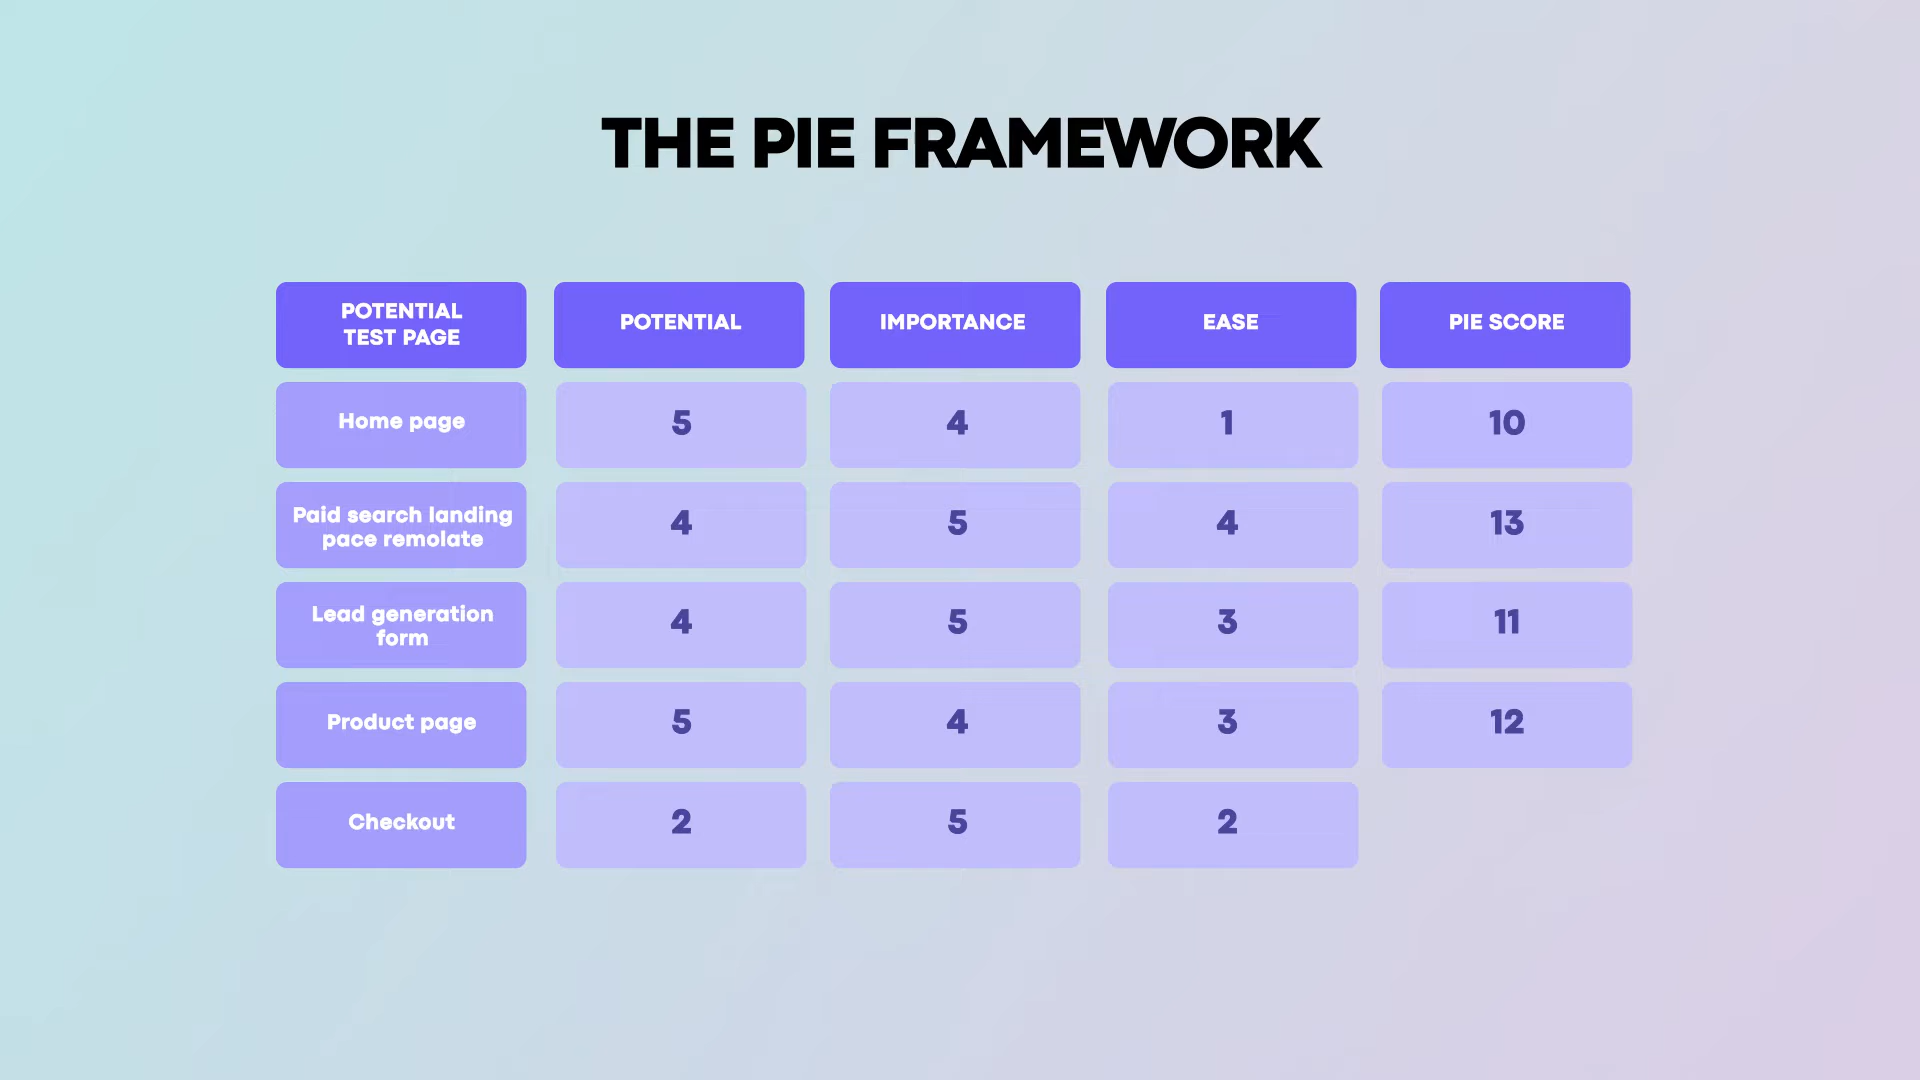 THE PIE FRAMEWORK
POTENTIAL
TEST PAGE
POTENTIAL
IMPORTANCE
EASE
PIE SCORE
Home page
5
4
1
10
Paid search landing
pace remolate
4
5
4
13
Lead generation
form
4
5
3
11
Product page
5
4
3
12
Checkout
2
5
2